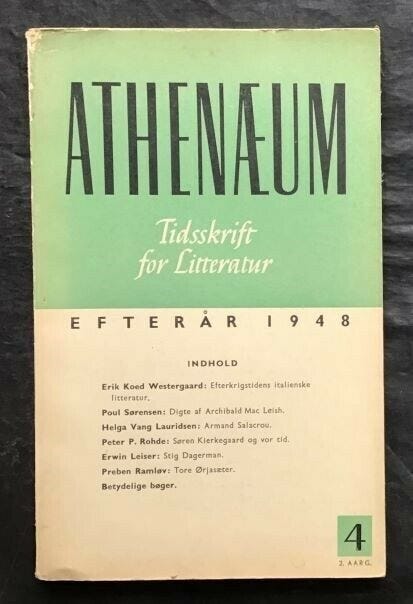 ATHENÆUM
Tidsskrift
for Litteratur
EFTERÅR 1948
INDHOLD
Erik Koed Westergaard: Efterkrigstidens italienske
litteratur.
Poul Sørensen: Digte af Archibald Mac Leish.
Helga Vang Lauridsen: Armand Salacrou.
Peter P. Rohde: Søren Kierkegaard og vor tid.
Erwin Leiser: Stig Dagerman.
Preben Ramløv: Tore Ørjasæter.
Betydelige bøger.
4
2. AARG.